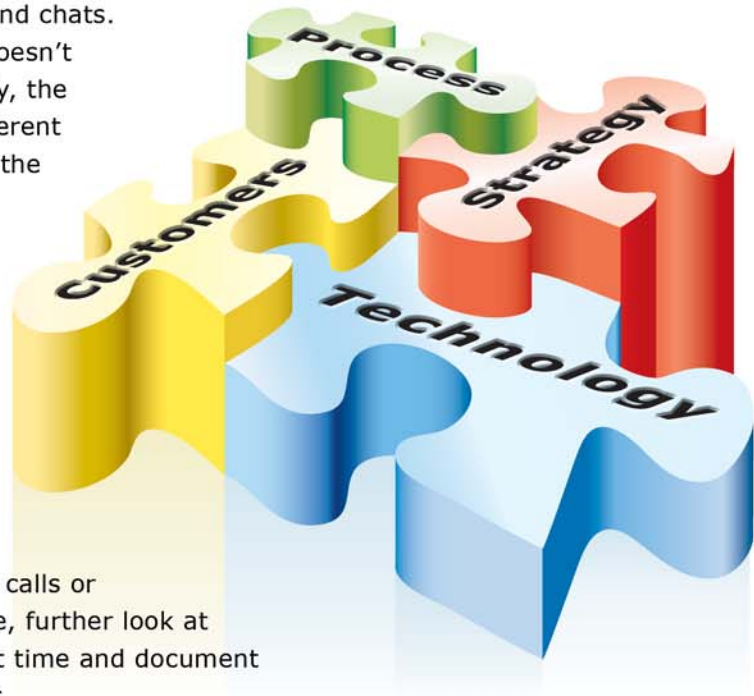 nd chats.
oesn't
y, the
erent
the
Process
Strategy
Customers
Technology
calls or
e, further look at
t time and document